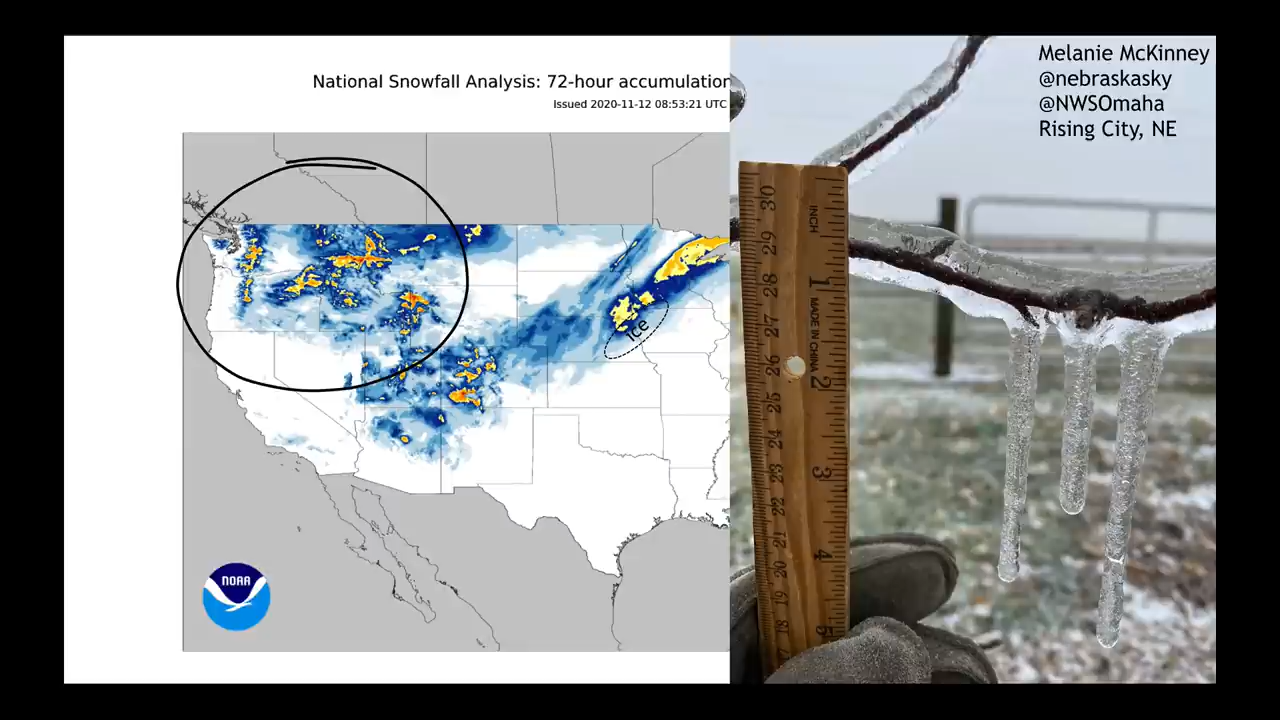 National Snowfall Analysis: 72-hour accumulation
Issued 2020-11-12 08:53:21 UTC
Ice
NOAA
Melanie McKinney
@nebraskasky
@NWSOmaha
Rising City, NE
30
29
28
27
26
25
24
23
22
21
20
19
18
INCH
1
MADE IN CHINA
2
3
4
5